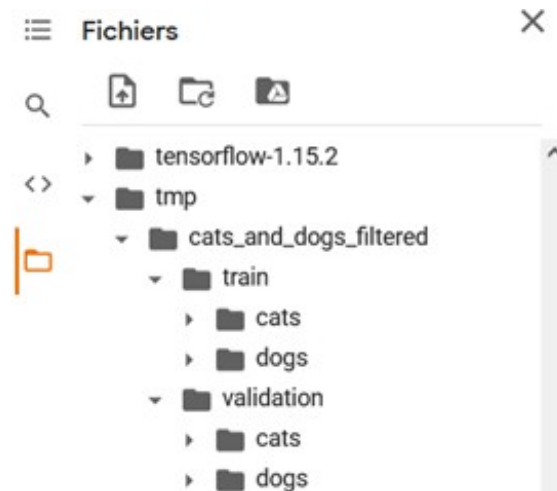 Fichiers
tensorflow-1.15.2
tmp
cats_and_dogs_filtered
train
cats
dogs
validation
cats
dogs